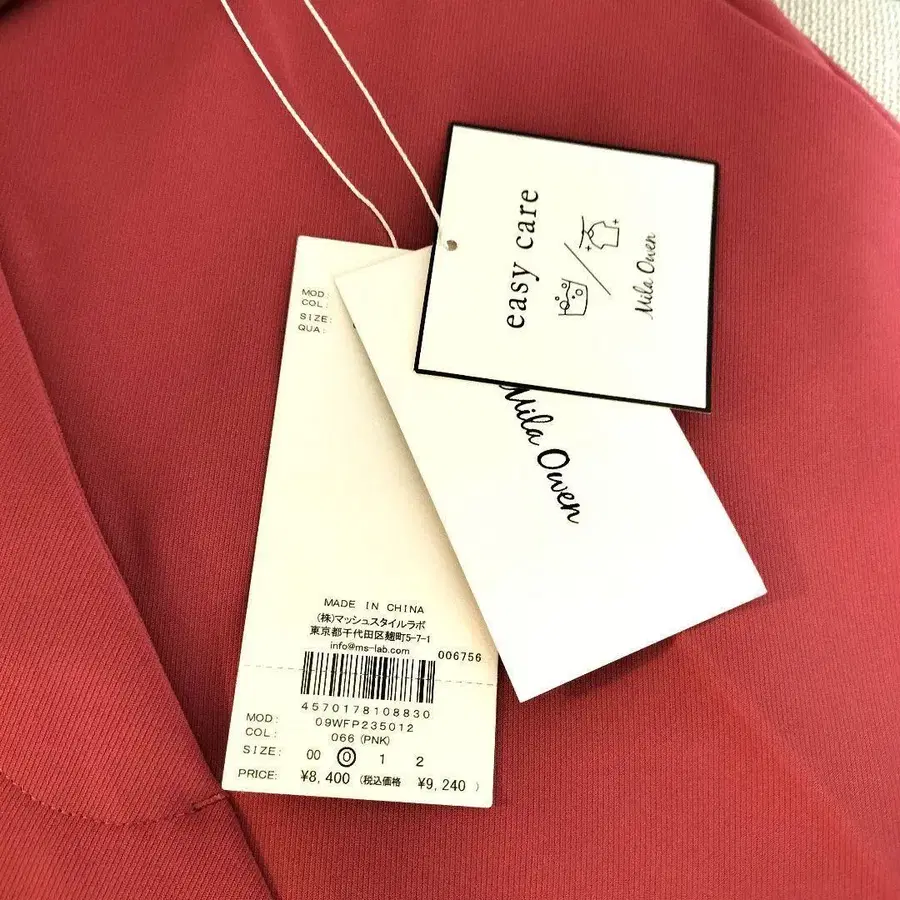 easy care
Mila Owen
Mila Owen
MOD:
COL:
SIZE:
QUA:
MADE IN CHINA
(株)マッシュスタイルラボ
東京都千代田区麹町5-7-1
info@ms-lab.com
006756
4570178108830
MOD: 09WFP235012
COL: 066 (PNK)
SIZE: 00 0 1 2
PRICE: ¥8,400 (税込価格 ¥9,240 )